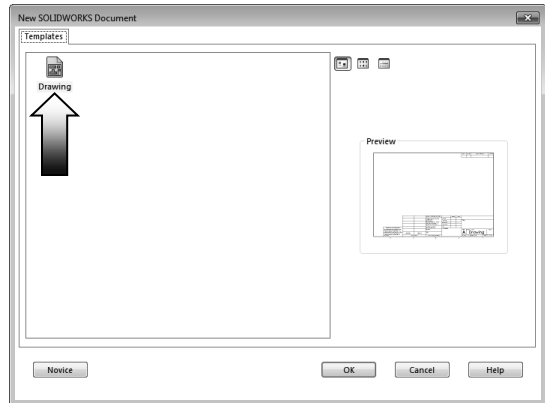 New SOLIDWORKS Document
Templates
Drawing
Preview
A Drawing
Novice
OK
Cancel
Help